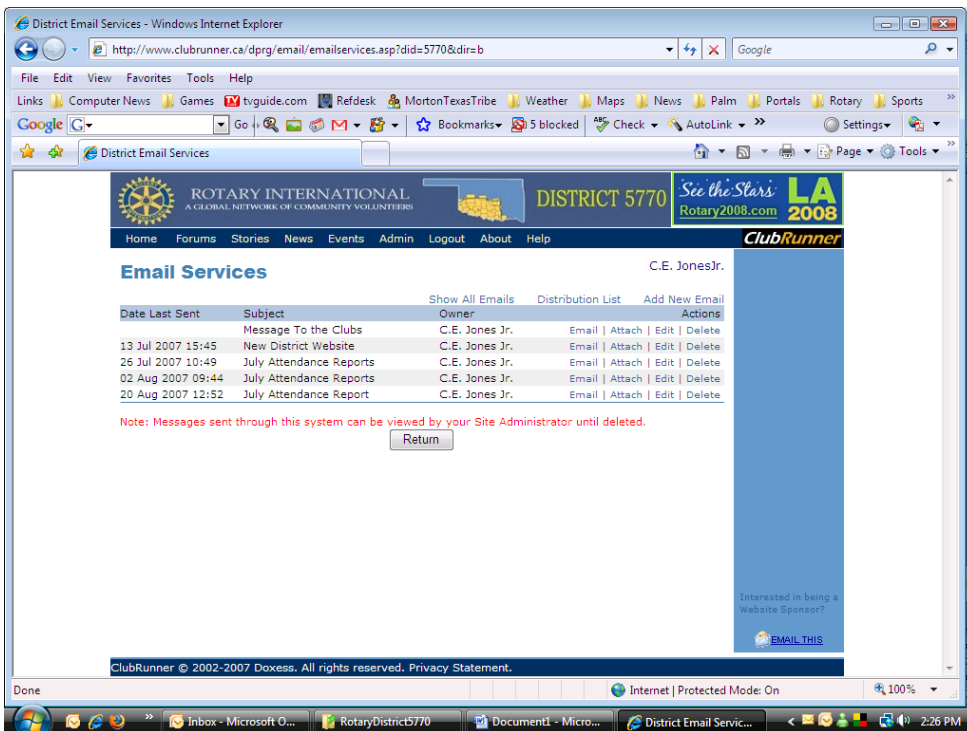 District Email Services - Windows Internet Explorer
http://www.clubrunner.ca/dprg/email/emailservices.asp?did=5770&dir=b
Google
File Edit View Favorites Tools Help
Links Computer News Games tvguide.com Refdesk MortonTexasTribe Weather Maps News Palm Portals Rotary Sports »
Google G Go Bookmarks 5 blocked Check AutoLink » Settings
District Email Services Page Tools »
ROTARY INTERNATIONAL
A GLOBAL NETWORK OF COMMUNITY VOLUNTEERS
DISTRICT 5770
See the Stars LA
Rotary2008.com 2008
Home Forums Stories News Events Admin Logout About Help
ClubRunner
Email Services
C.E. JonesJr.
Show All Emails Distribution List Add New Email
Date Last Sent Subject Owner Actions
Message To the Clubs C.E. Jones Jr. Email | Attach | Edit | Delete
13 Jul 2007 15:45 New District Website C.E. Jones Jr. Email | Attach | Edit | Delete
26 Jul 2007 10:49 July Attendance Reports C.E. Jones Jr. Email | Attach | Edit | Delete
02 Aug 2007 09:44 July Attendance Reports C.E. Jones Jr. Email | Attach | Edit | Delete
20 Aug 2007 12:52 July Attendance Report C.E. Jones Jr. Email | Attach | Edit | Delete
Note: Messages sent through this system can be viewed by your Site Administrator until deleted.
Return
Interested in being a
Website Sponsor?
EMAIL THIS
ClubRunner © 2002-2007 Doxess. All rights reserved. Privacy Statement.
Done Internet | Protected Mode: On 100%
» Inbox - Microsoft O... RotaryDistrict5770 Document1 - Micro... District Email Servic... 2:26 PM